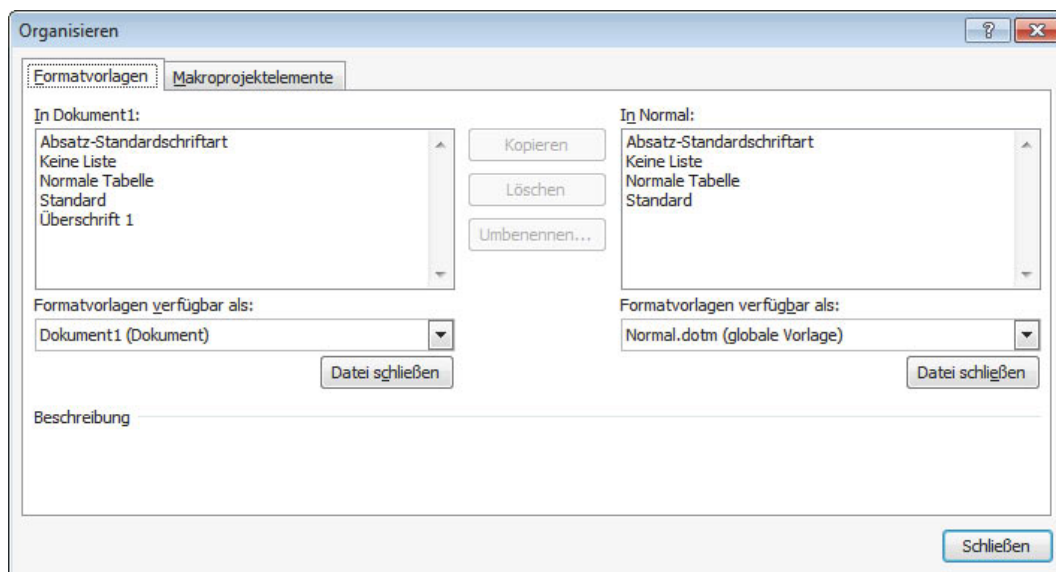 Organisieren
Formatvorlagen Makroprojektelemente
In Dokument1:
Absatz-Standardschriftart
Keine Liste
Normale Tabelle
Standard
Überschrift 1
Kopieren
Löschen
Umbenennen...
In Normal:
Absatz-Standardschriftart
Keine Liste
Normale Tabelle
Standard
Formatvorlagen verfügbar als:
Dokument1 (Dokument)
Datei schließen
Formatvorlagen verfügbar als:
Normal.dotm (globale Vorlage)
Datei schließen
Beschreibung
Schließen